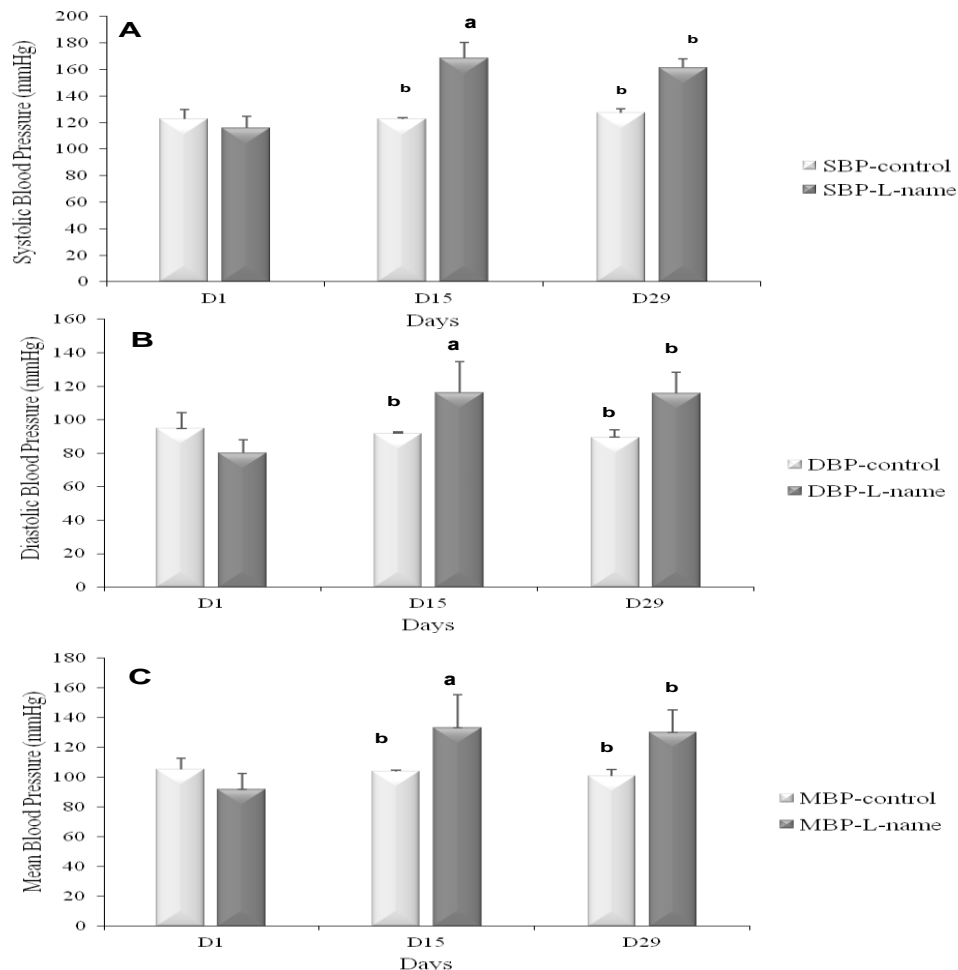 A
Systolic Blood Pressure (mmHg)
200
180
160
140
120
100
80
60
40
20
0
b
a
b
b
D1 D15 D29
Days
SBP-control
SBP-L-name
B
Diastolic Blood Pressure (mmHg)
160
140
120
100
80
60
40
20
0
b
a
b
b
D1 D15 D29
Days
DBP-control
DBP-L-name
C
Mean Blood Pressure (mmHg)
180
160
140
120
100
80
60
40
20
0
b
a
b
b
D1 D15 D29
Days
MBP-control
MBP-L-name